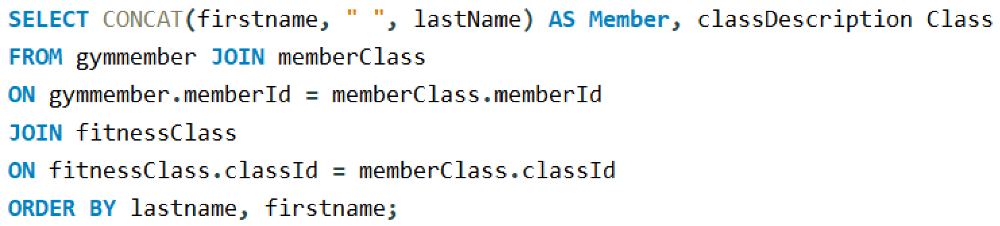 SELECT CONCAT(firstname, " ", lastName) AS Member, classDescription Class
FROM gymmember JOIN memberClass
ON gymmember.memberId = memberClass.memberId
JOIN fitnessClass
ON fitnessClass.classId = memberClass.classId
ORDER BY lastname, firstname;